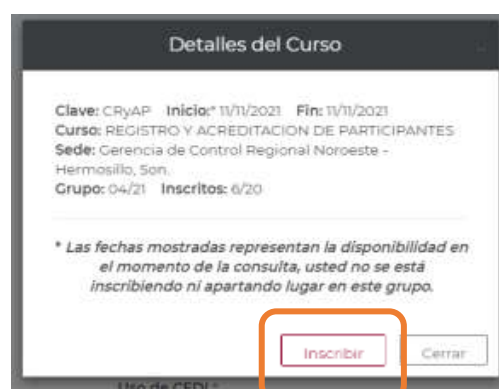 Detalles del Curso
Clave: CRyAP Inicio:* 11/11/2021 Fin: 11/11/2021
Curso: REGISTRO Y ACREDITACION DE PARTICIPANTES
Sede: Gerencia de Control Regional Noroeste -
Hermosillo, Son.
Grupo: 04/21 Inscritos: 6/20
* Las fechas mostradas representan la disponibilidad en
el momento de la consulta, usted no se está
inscribiendo ni apartando lugar en este grupo.
Inscribir Cerrar
Uso de CFDI *